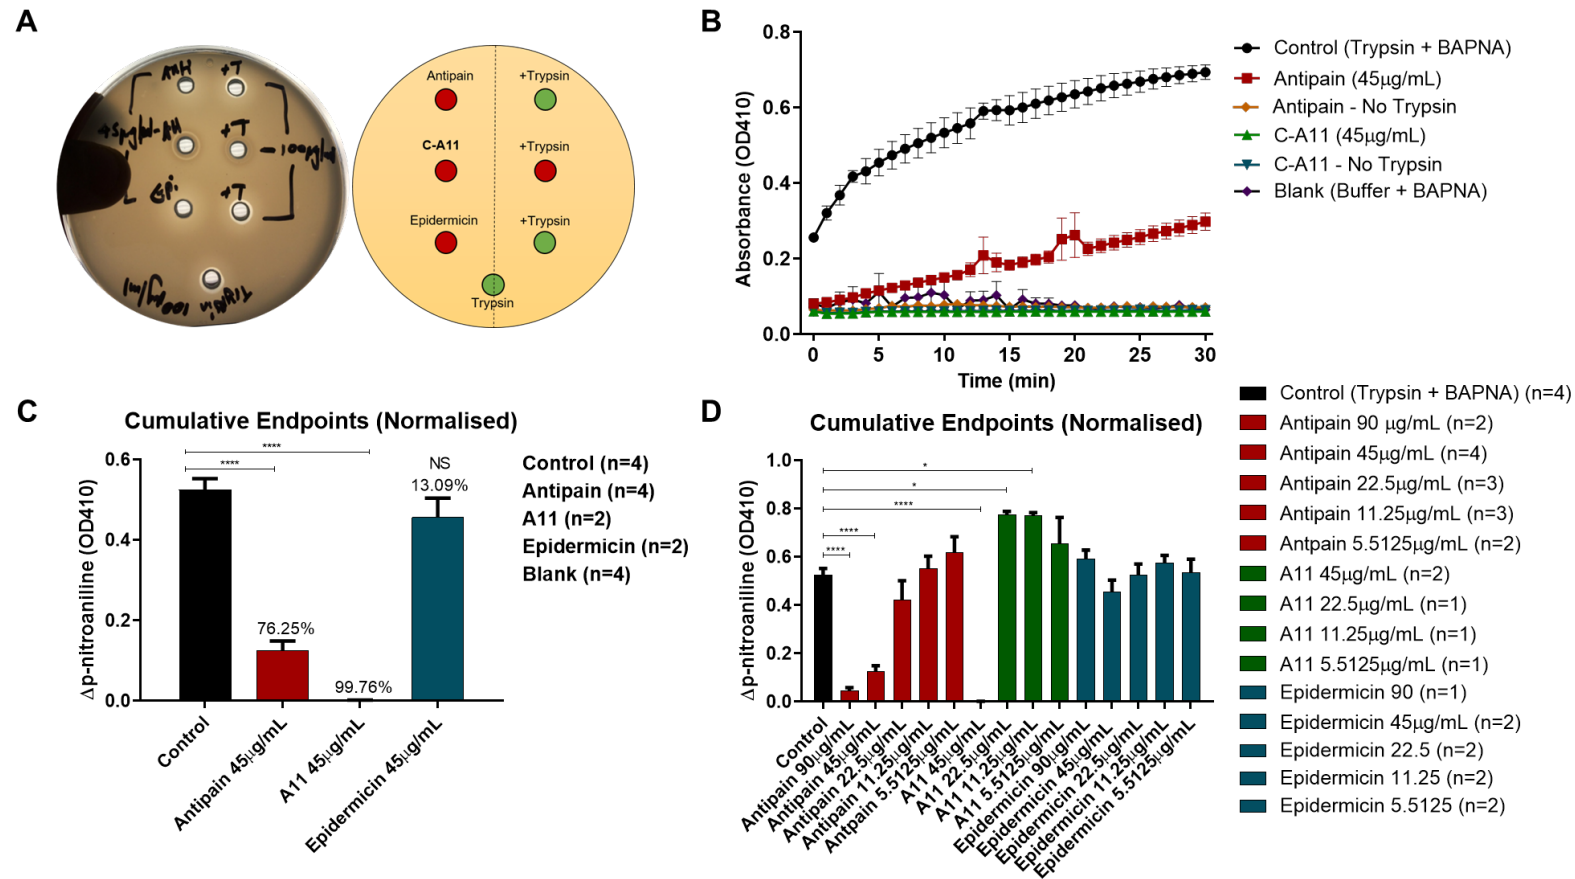 A
AXH
+T
45µg/ml-AH
+T
-100µg/ml
EPi
+T
Trypsin
100µg/ml
Antipain
+Trypsin
C-A11
+Trypsin
Epidermicin
+Trypsin
Trypsin
B
Absorbance (OD410)
0.8
0.6
0.4
0.2
0.0
0 5 10 15 20 25 30
Time (min)
Control (Trypsin + BAPNA)
Antipain (45µg/mL)
Antipain - No Trypsin
C-A11 (45µg/mL)
C-A11 - No Trypsin
Blank (Buffer + BAPNA)
C
Cumulative Endpoints (Normalised)
Δp-nitroaniline (OD410)
0.6
0.4
0.2
0.0
****
****
76.25%
99.76%
NS
13.09%
Control
Antipain 45µg/mL
A11 45µg/mL
Epidermicin 45µg/mL
Control (n=4)
Antipain (n=4)
A11 (n=2)
Epidermicin (n=2)
Blank (n=4)
D
Cumulative Endpoints (Normalised)
Δp-nitroaniline (OD410)
1.0
0.8
0.6
0.4
0.2
0.0
*
*
****
****
****
Control
Antipain 90µg/mL
Antipain 45µg/mL
Antipain 22.5µg/mL
Antipain 11.25µg/mL
Antpain 5.5125µg/mL
A11 45µg/mL
A11 22.5µg/mL
A11 11.25µg/mL
A11 5.5125µg/mL
Epidermicin 90µg/mL
Epidermicin 45µg/mL
Epidermicin 22.5µg/mL
Epidermicin 11.25µg/mL
Epidermicin 5.5125µg/mL
Control (Trypsin + BAPNA) (n=4)
Antipain 90 µg/mL (n=2)
Antipain 45µg/mL (n=4)
Antipain 22.5µg/mL (n=3)
Antipain 11.25µg/mL (n=3)
Antpain 5.5125µg/mL (n=2)
A11 45µg/mL (n=2)
A11 22.5µg/mL (n=1)
A11 11.25µg/mL (n=1)
A11 5.5125µg/mL (n=1)
Epidermicin 90 (n=1)
Epidermicin 45µg/mL (n=2)
Epidermicin 22.5 (n=2)
Epidermicin 11.25 (n=2)
Epidermicin 5.5125 (n=2)